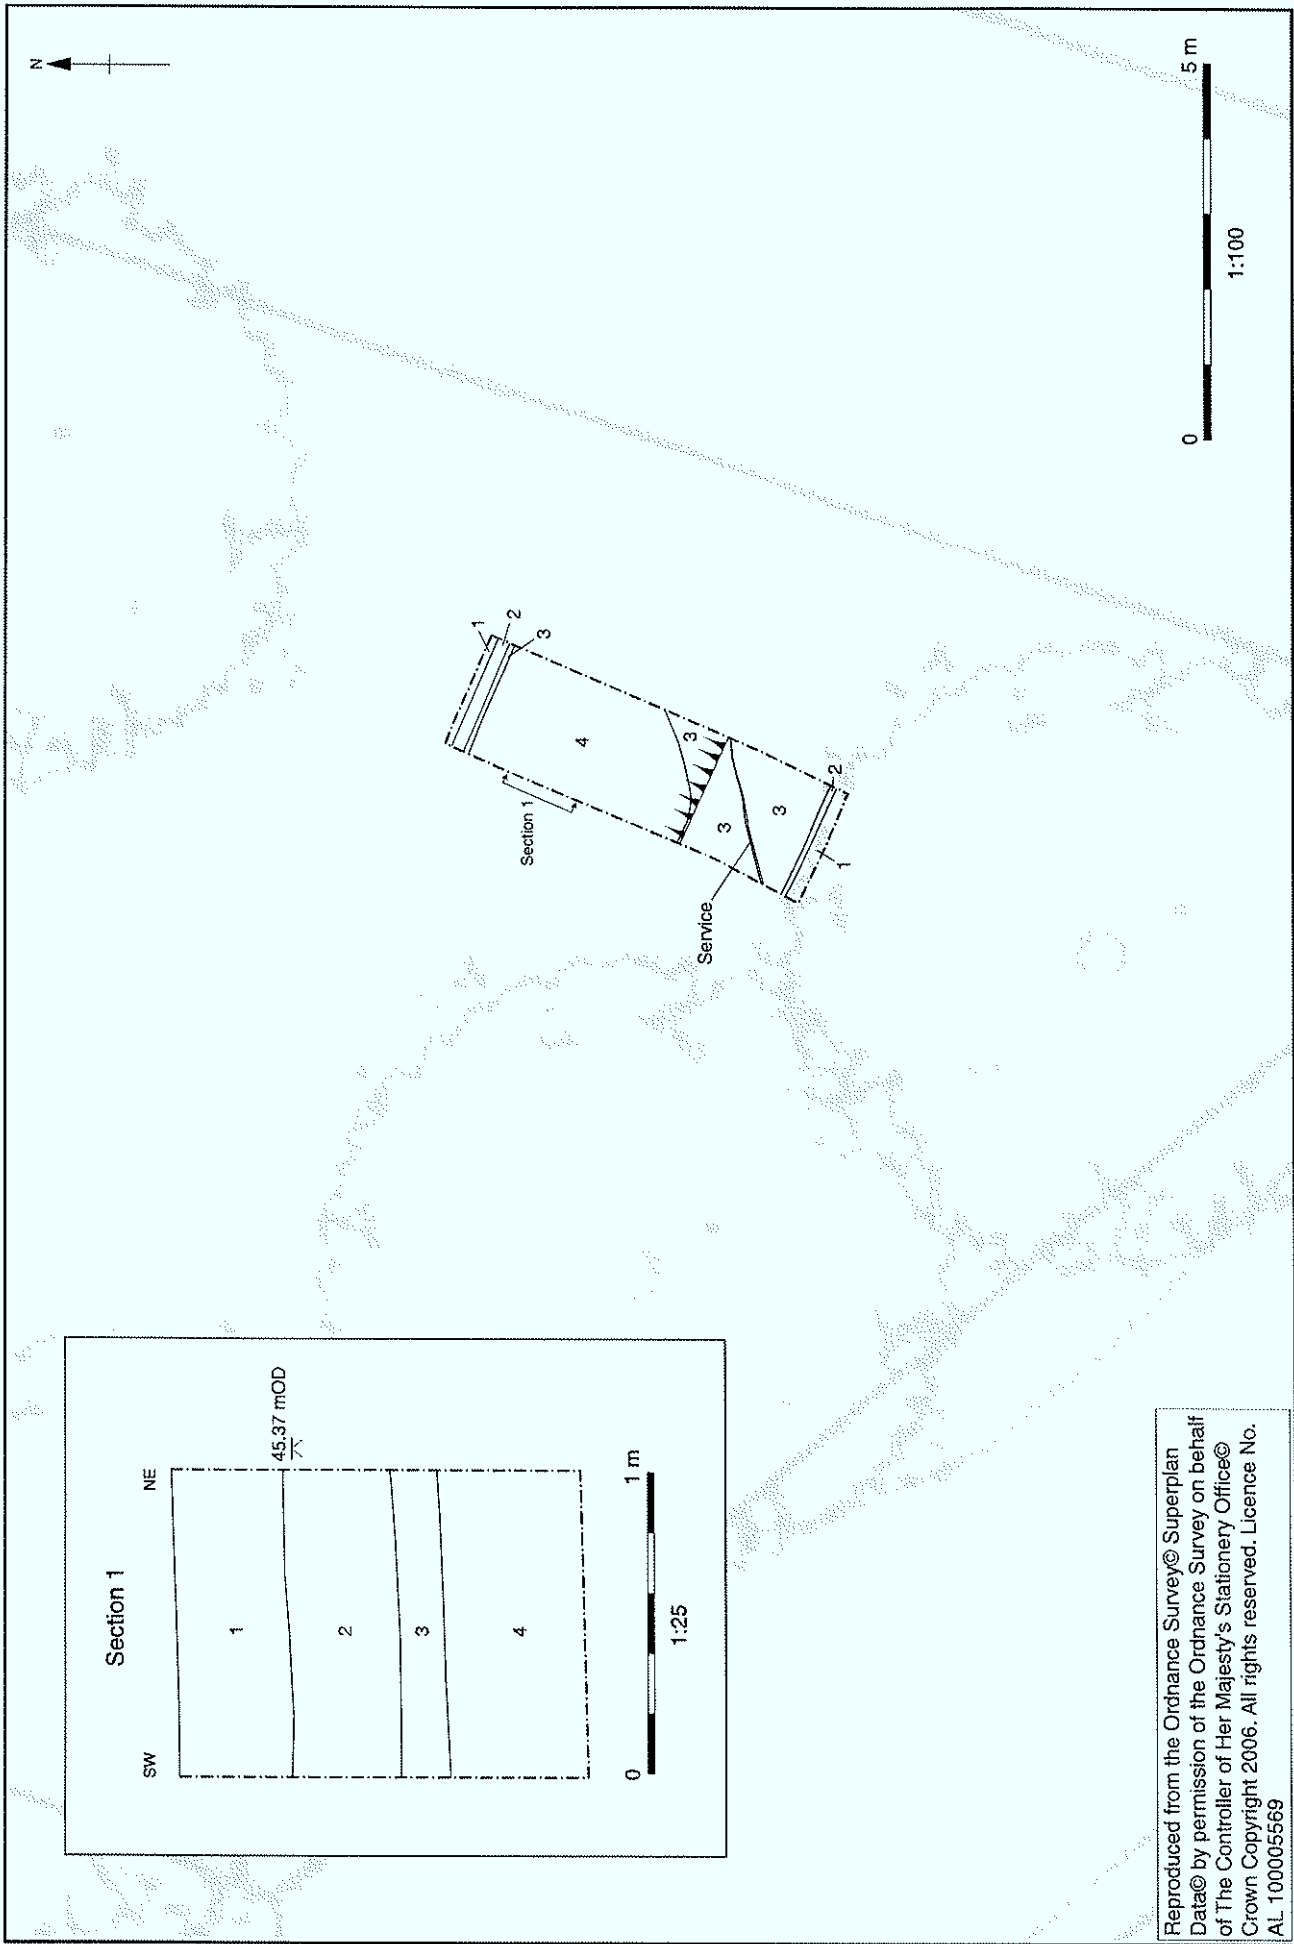 N
Section 1
SW
NE
1
45.37 mOD
2
3
4
0
1 m
1:25
1
2
3
Section 1
4
3
Service
3
3
2
1
0
5 m
1:100
Reproduced from the Ordnance Survey© Superplan
Data© by permission of the Ordnance Survey on behalf
of The Controller of Her Majesty's Stationery Office©
Crown Copyright 2006. All rights reserved. Licence No.
AL 100005569